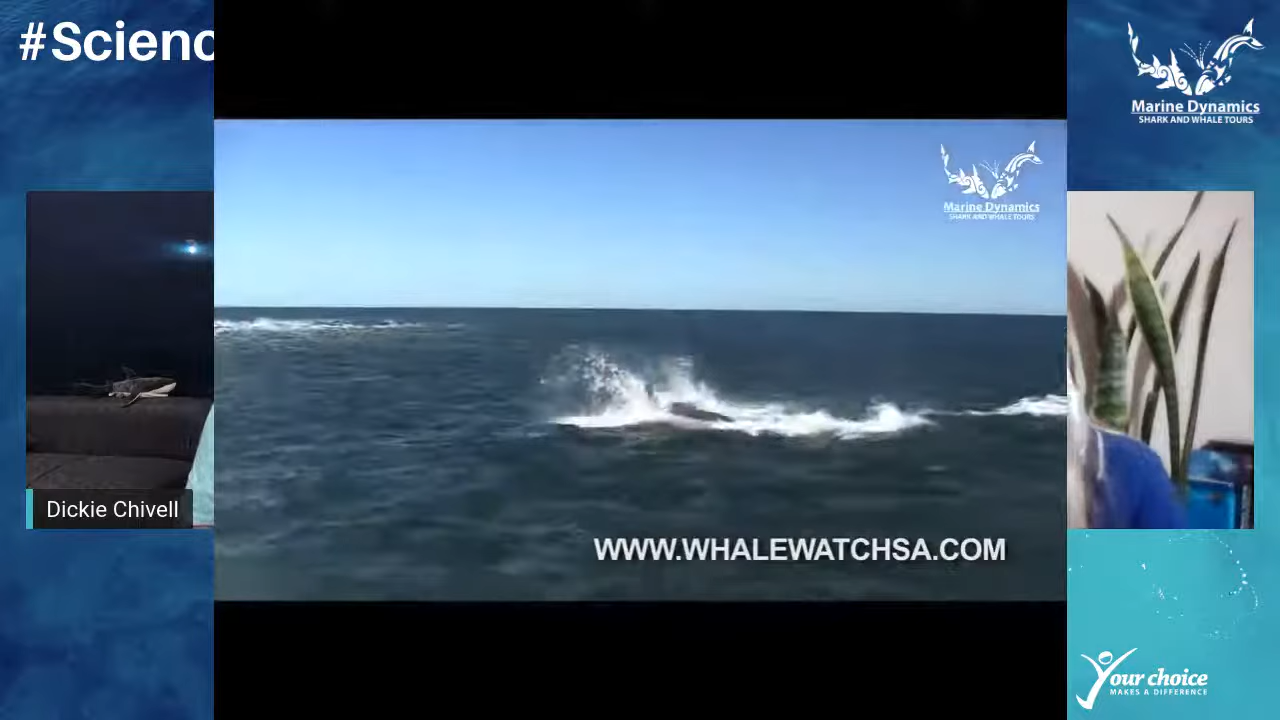 #Scienc
Marine Dynamics
SHARK AND WHALE TOURS
Marine Dynamics
SHARK AND WHALE TOURS
Dickie Chivell
WWW.WHALEWATCHSA.COM
Your choice
MAKES A DIFFERENCE